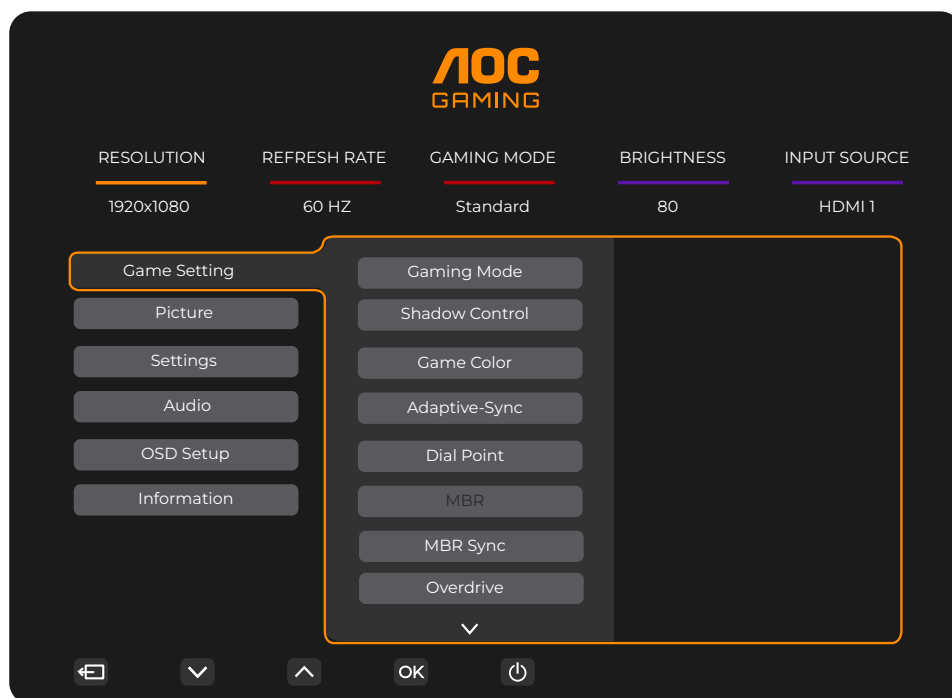 AOC
GAMING
RESOLUTION REFRESH RATE GAMING MODE BRIGHTNESS INPUT SOURCE
1920x1080 60 HZ Standard 80 HDMI 1
Game Setting
Picture
Settings
Audio
OSD Setup
Information
Gaming Mode
Shadow Control
Game Color
Adaptive-Sync
Dial Point
MBR
MBR Sync
Overdrive
OK